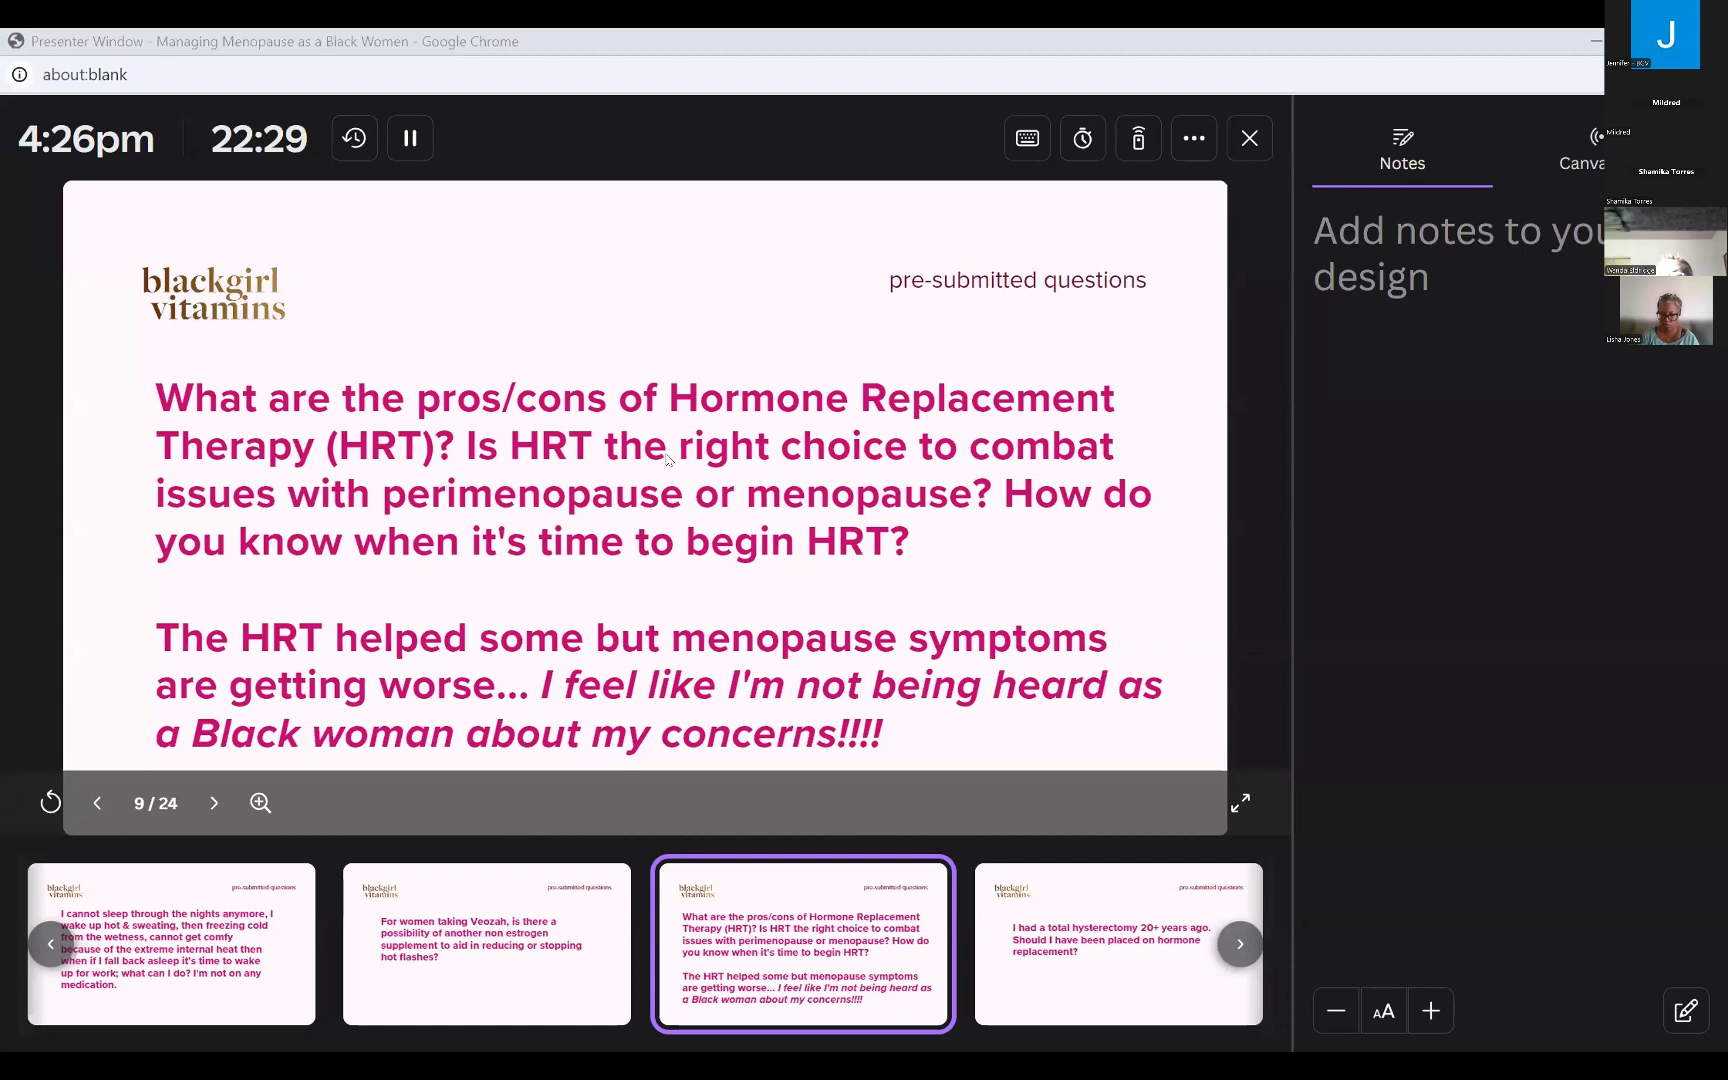 Presenter Window - Managing Menopause as a Black Women - Google Chrome
about:blank
4:26pm
22:29
Notes
Canva
Add notes to you
design
blackgirl
vitamins
pre-submitted questions
What are the pros/cons of Hormone Replacement
Therapy (HRT)? Is HRT the right choice to combat
issues with perimenopause or menopause? How do
you know when it's time to begin HRT?
The HRT helped some but menopause symptoms
are getting worse... I feel like I'm not being heard as
a Black woman about my concerns!!!!
9 / 24
blackgirl
vitamins
pre-submitted questions
I cannot sleep through the nights anymore, I
wake up hot & sweating, then freezing cold
from the wetness, cannot get comfy
because of the extreme internal heat then
when if I fall back asleep it's time to wake
up for work; what can I do? I'm not on any
medication.
blackgirl
vitamins
pre-submitted questions
For women taking Veozah, is there a
possibility of another non estrogen
supplement to aid in reducing or stopping
hot flashes?
blackgirl
vitamins
pre-submitted questions
What are the pros/cons of Hormone Replacement
Therapy (HRT)? Is HRT the right choice to combat
issues with perimenopause or menopause? How do
you know when it's time to begin HRT?
The HRT helped some but menopause symptoms
are getting worse... I feel like I'm not being heard as
a Black woman about my concerns!!!!
blackgirl
vitamins
pre-submitted questions
I had a total hysterectomy 20+ years ago.
Should I have been placed on hormone
replacement?
AA
J
Jennifer - BGV
Mildred
Mildred
Shamika Torres
Shamika Torres
Wanda Eldridge
Lisha Jones